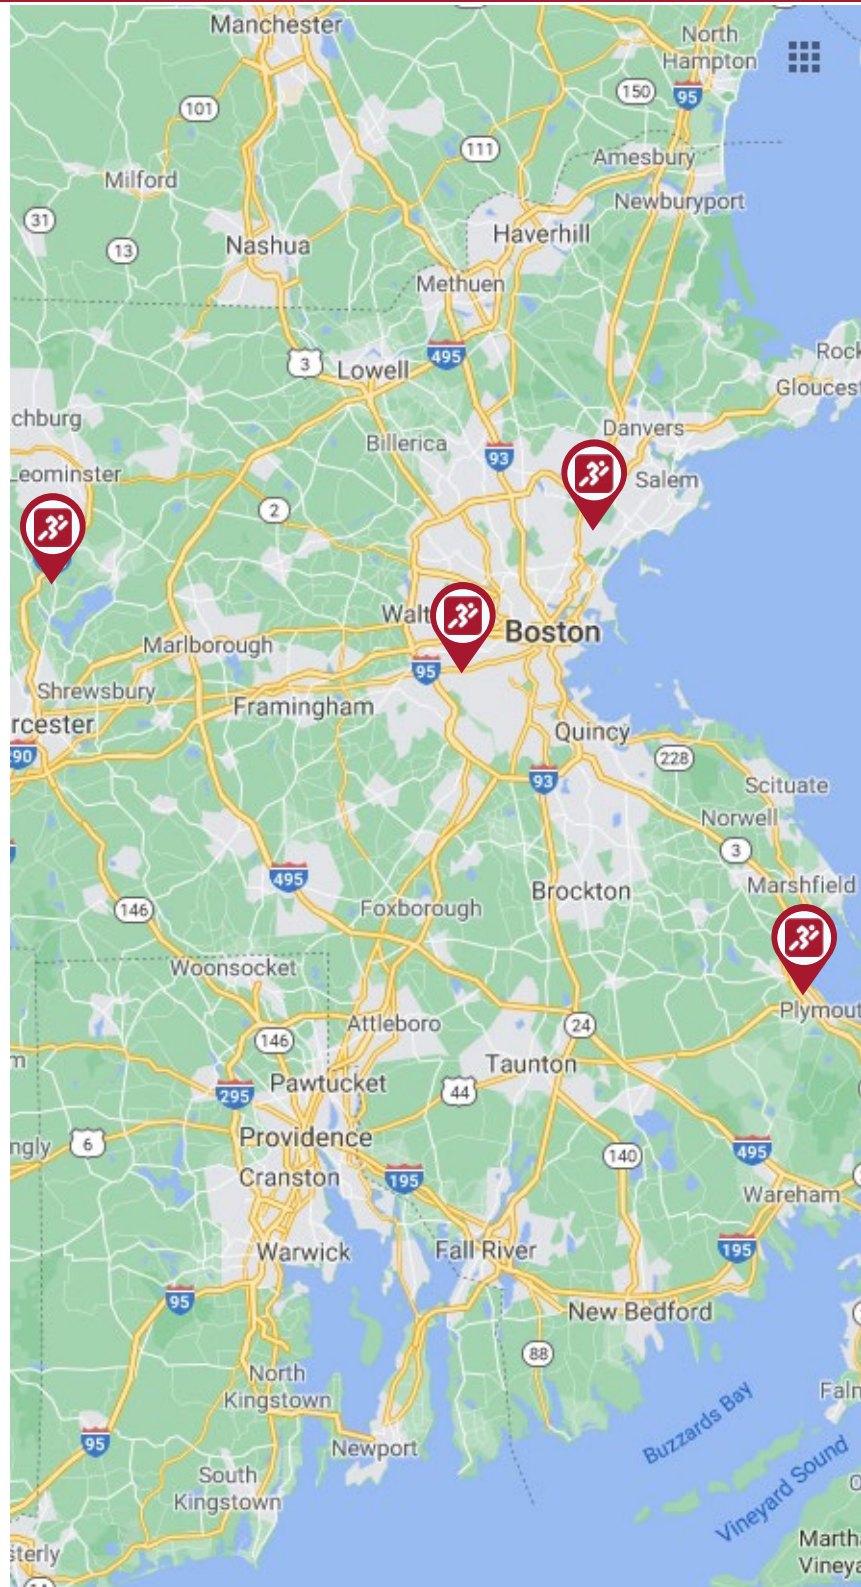 Manchester
North
Hampton
150
95
101
111
Amesbury
Milford
Newburyport
31
13
Nashua
Haverhill
Methuen
495
3
Lowell
Rock
Gloucest
chburg
Billerica
Danvers
93
Leominster
Salem
2
Walt
Boston
Marlborough
95
Shrewsbury
Framingham
rcester
Quincy
90
228
93
Scituate
Norwell
3
495
Marshfield
Brockton
146
Foxborough
Woonsocket
Plymout
Attleboro
24
146
m
Taunton
Pawtucket
44
295
Providence
6
ngly
140
495
Cranston
195
Wareham
Warwick
Fall River
195
95
New Bedford
88
North
Kingstown
Faln
Buzzards Bay
95
Newport
South
Kingstown
Vineyard Sound
sterly
Marth
Vineya